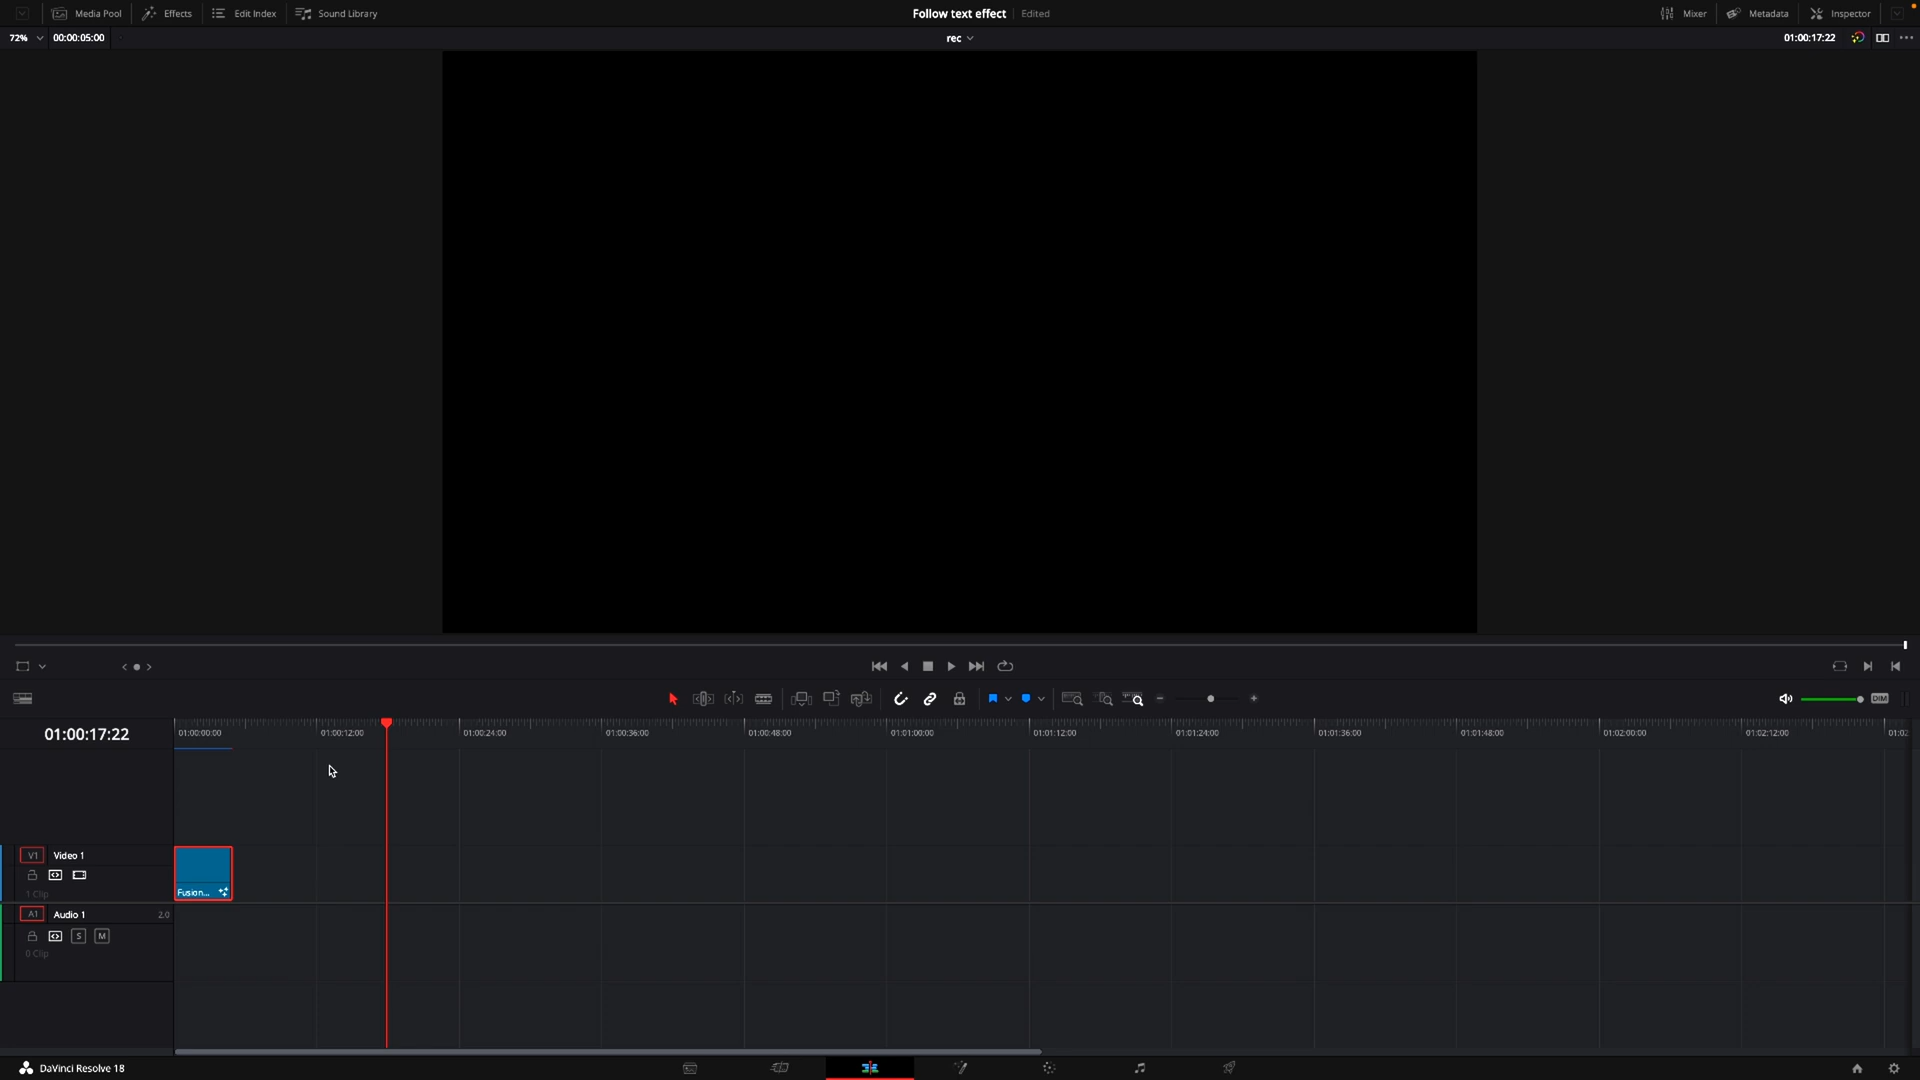 Media Pool Effects Edit Index Sound Library Follow text effect Edited Mixer Metadata Inspector
72% 00:00:05:00 rec 01:00:17:22
DIM
01:00:17:22 01:00:00:00 01:00:12:00 01:00:24:00 01:00:36:00 01:00:48:00 01:01:00:00 01:01:12:00 01:01:24:00 01:01:36:00 01:01:48:00 01:02:00:00 01:02:12:00 01:02
V1 Video 1
1 Clip Fusion...
A1 Audio 1 2.0
S M
0 Clip
DaVinci Resolve 18